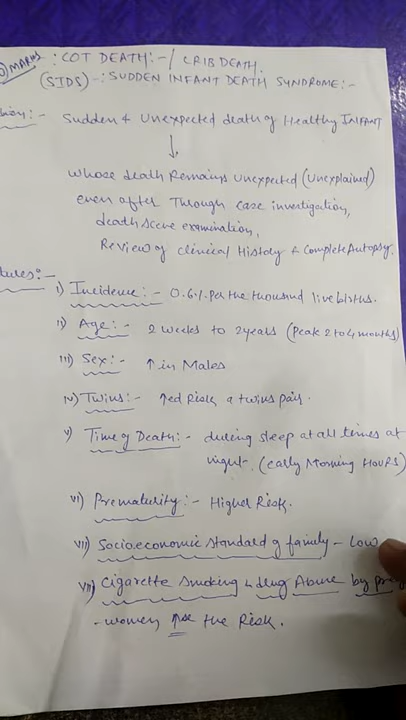 MARKS : COT DEATH:-/ CRIB DEATH.
(SIDS)-: SUDDEN INFANT DEATH SYNDROME:-
Sudden & Unexpected death of Healthy INFANT
↓
whose death Remains Unexpected (Unexplained)
even after Through case investigation,
death scene examination,
Review of clinical History & Complete Autopsy.
tures:-
i) Incidence:- 0.6% Per the thousand live births.
ii) Age:- 2 weeks to 2 years (Peak 2 to 4 months)
iii) Sex:- ↑ in Males
iv) Twins:- ↑ed Risk a twins pair.
v) Time of Death:- during sleep at all times at
night. (early Morning HOURS)
vi) Prematurity:- Higher Risk.
vii) Socioeconomic standard of family - Low
viii) Cigarette smoking & drug Abuse by preg
- women ↑se the Risk.